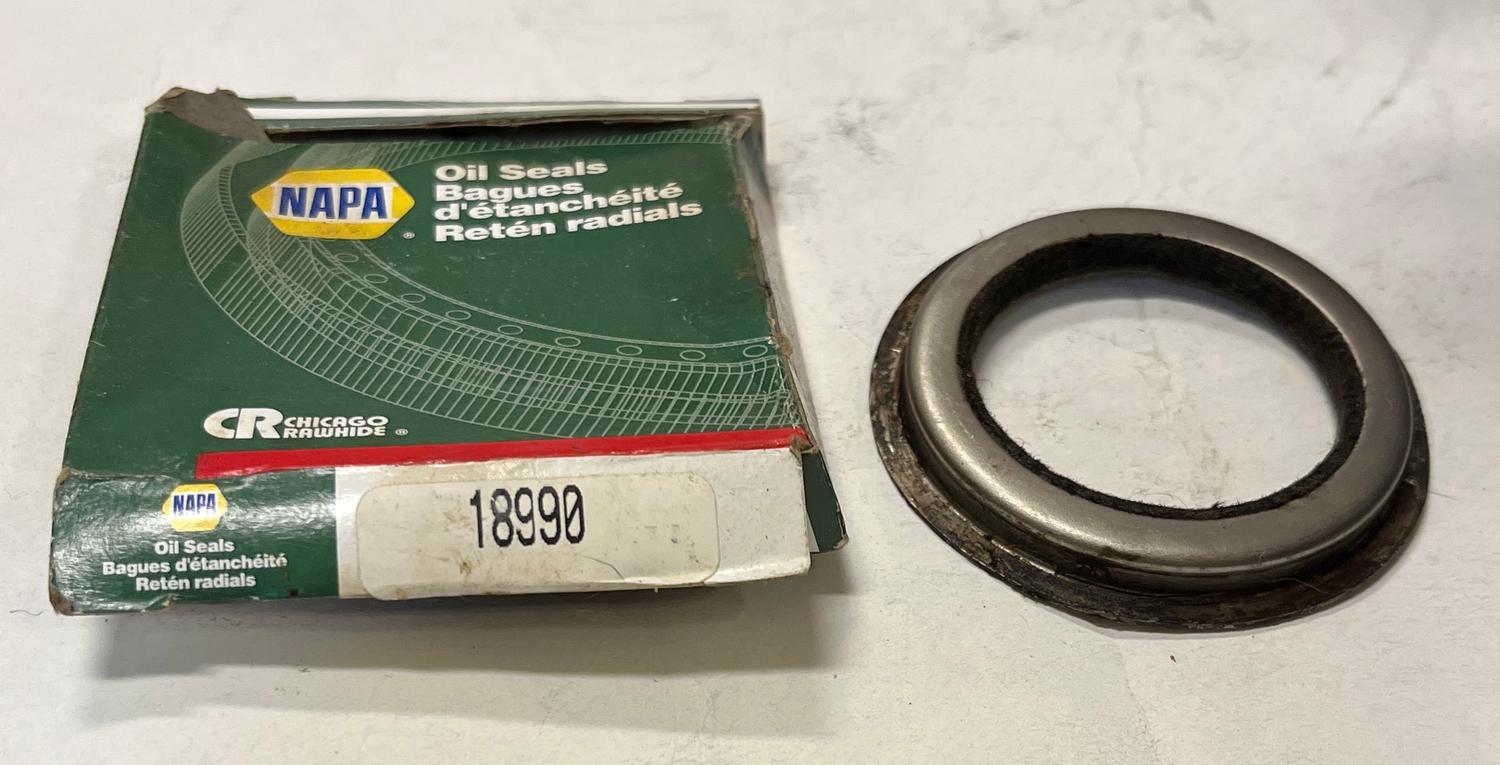 NAPA
®
Oil Seals
Bagues
d'étanchéité
Retén radials
CR CHICAGO
RAWHIDE ®
NAPA
Oil Seals
Bagues d'étanchéité
Retén radials
18990